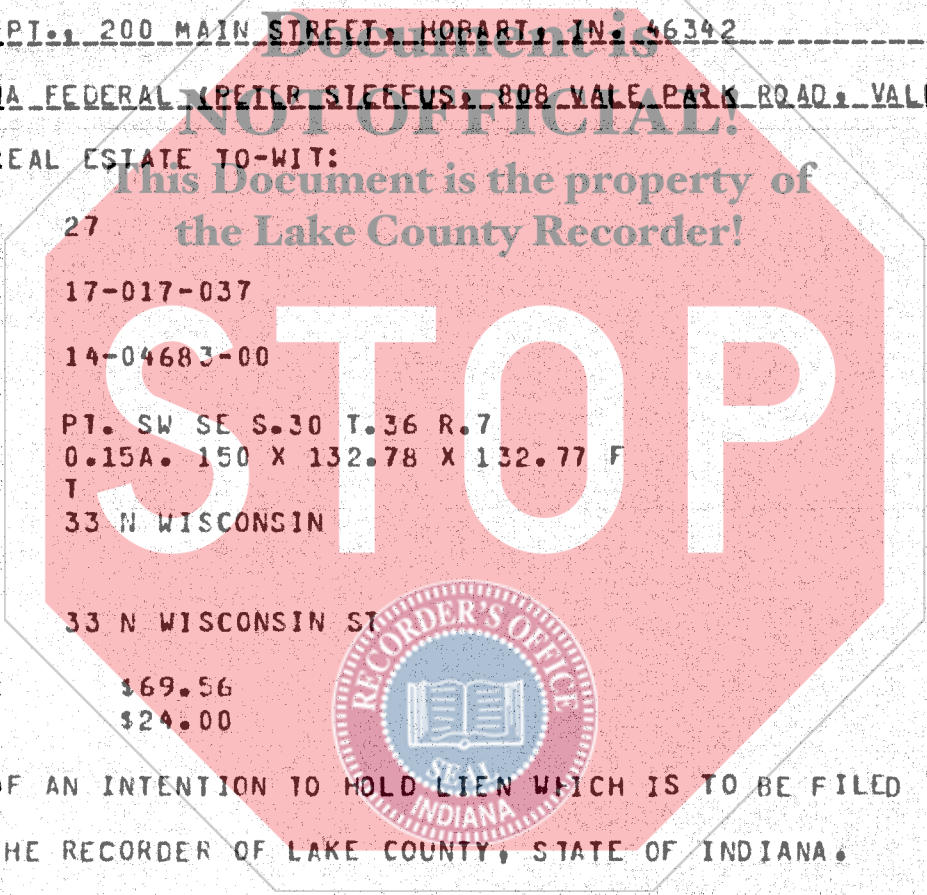 PT., 200 MAIN STREET, HOBART, IN. 46342
Document is
A FEDERAL (PETER STEFFUS, 808 VALE PARK ROAD, VAL
NOT OFFICIAL!
REAL ESTATE TO-WIT:
This Document is the property of
27
the Lake County Recorder!
17-017-037
14-04683-00
STOP
PT. SW SE S.30 T.36 R.7
0.15A. 150 X 132.78 X 132.77 F
T
33 N WISCONSIN
33 N WISCONSIN ST
RECORDER'S OFFICE
$69.56
$24.00
SEAL
OF AN INTENTION TO HOLD LIEN WHICH IS TO BE FILED
INDIANA
HE RECORDER OF LAKE COUNTY, STATE OF INDIANA.